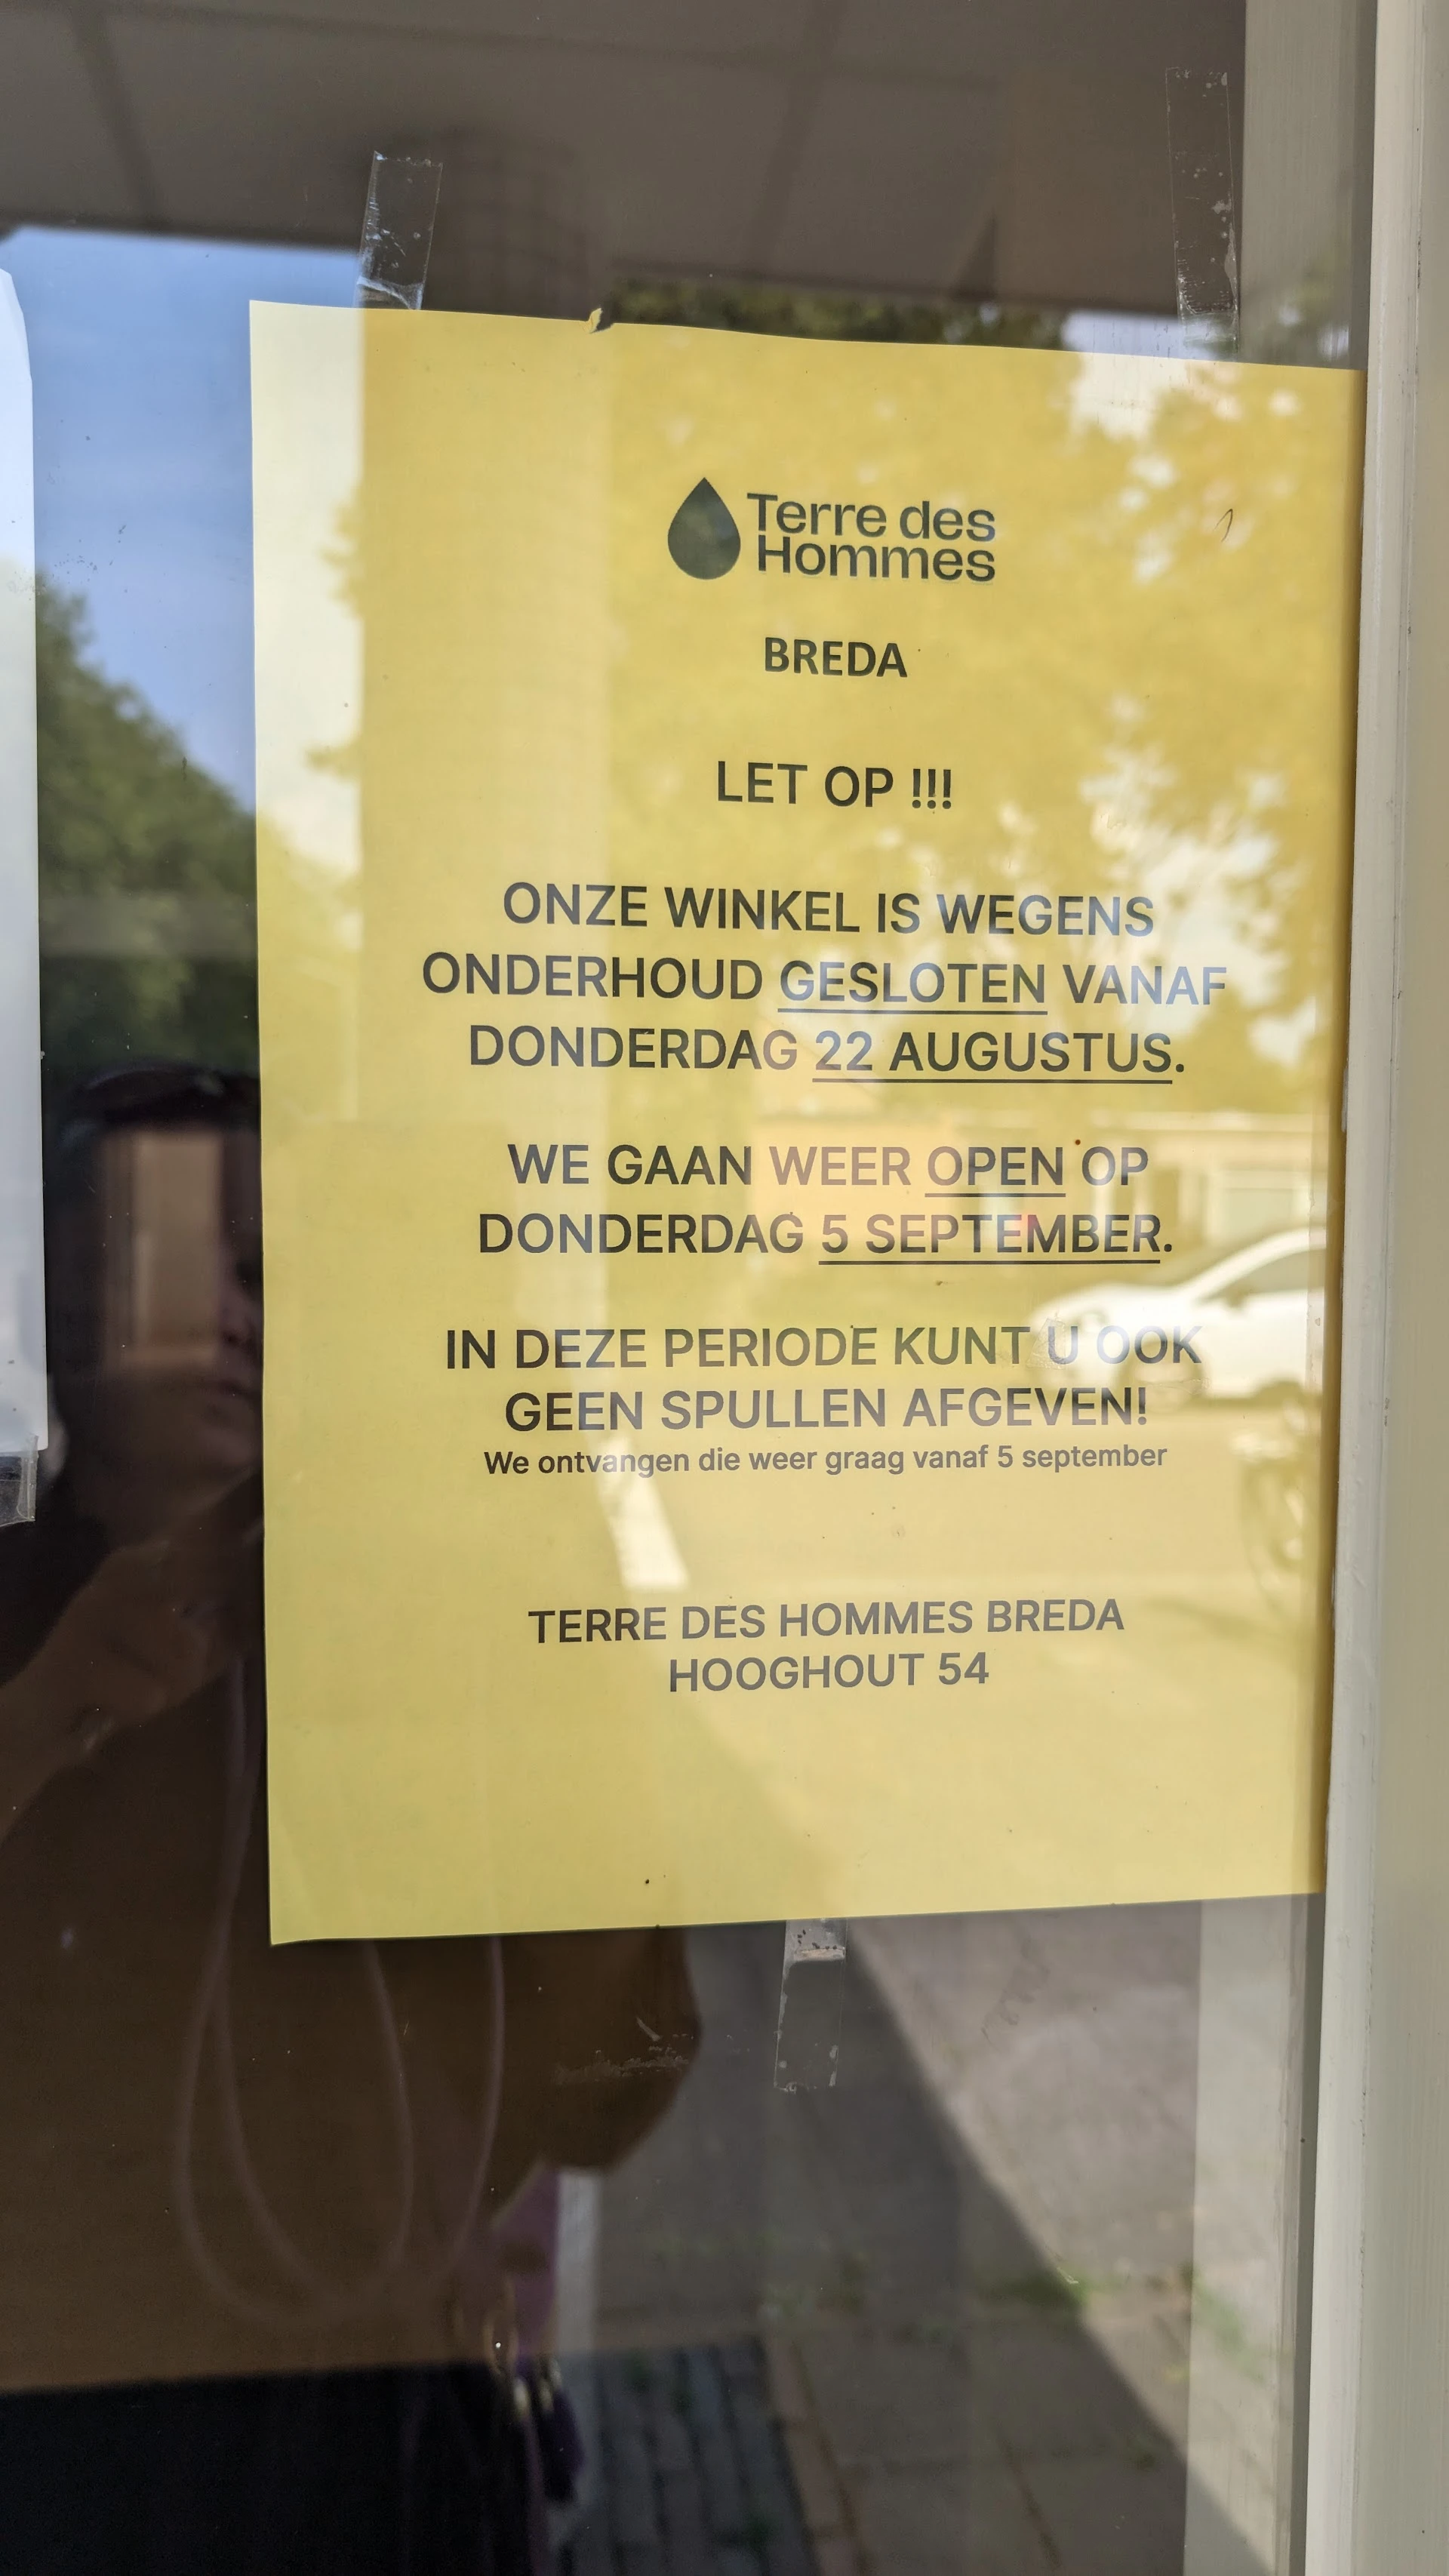 Terre des
Hommes
BREDA
LET OP !!!
ONZE WINKEL IS WEGENS
ONDERHOUD GESLOTEN VANAF
DONDERDAG 22 AUGUSTUS.
WE GAAN WEER OPEN OP
DONDERDAG 5 SEPTEMBER.
IN DEZE PERIODE KUNT U OOK
GEEN SPULLEN AFGEVEN!
We ontvangen die weer graag vanaf 5 september
TERRE DES HOMMES BREDA
HOOGHOUT 54